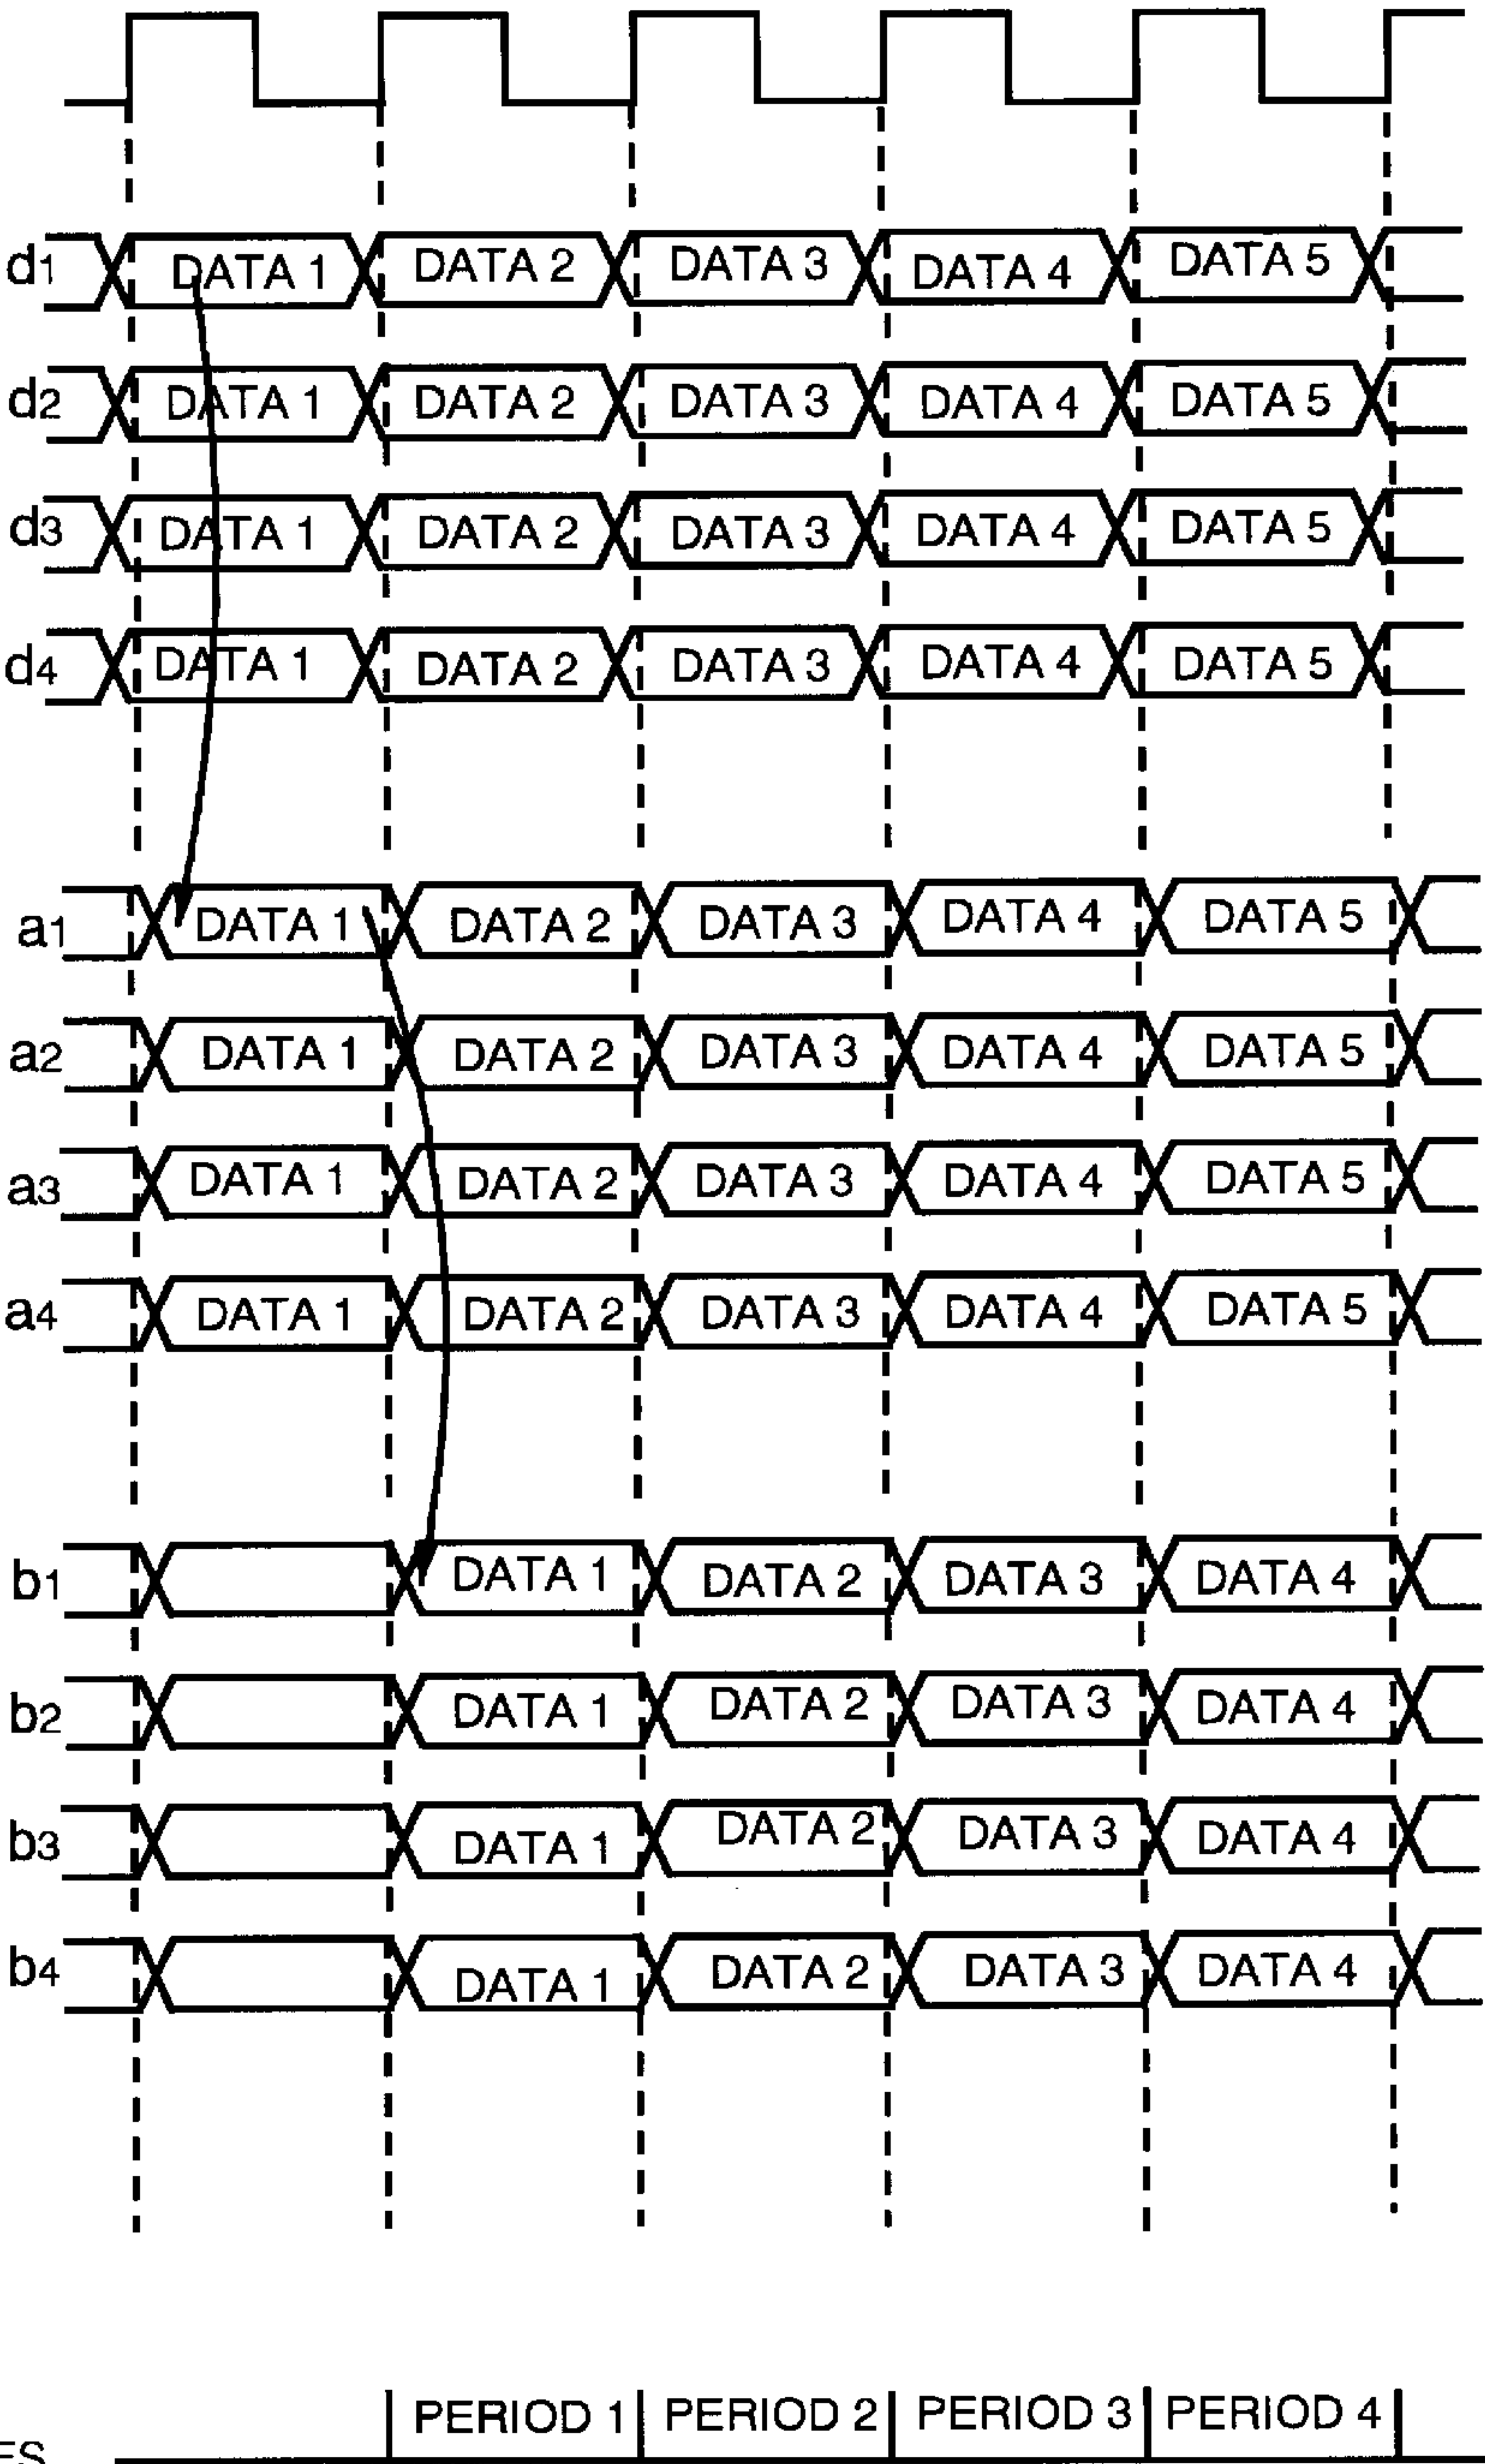 d1 DATA 1 DATA 2 DATA 3 DATA 4 DATA 5
d2 DATA 1 DATA 2 DATA 3 DATA 4 DATA 5
d3 DATA 1 DATA 2 DATA 3 DATA 4 DATA 5
d4 DATA 1 DATA 2 DATA 3 DATA 4 DATA 5
a1 DATA 1 DATA 2 DATA 3 DATA 4 DATA 5
a2 DATA 1 DATA 2 DATA 3 DATA 4 DATA 5
a3 DATA 1 DATA 2 DATA 3 DATA 4 DATA 5
a4 DATA 1 DATA 2 DATA 3 DATA 4 DATA 5
b1 DATA 1 DATA 2 DATA 3 DATA 4
b2 DATA 1 DATA 2 DATA 3 DATA 4
b3 DATA 1 DATA 2 DATA 3 DATA 4
b4 DATA 1 DATA 2 DATA 3 DATA 4
PERIOD 1 PERIOD 2 PERIOD 3 PERIOD 4